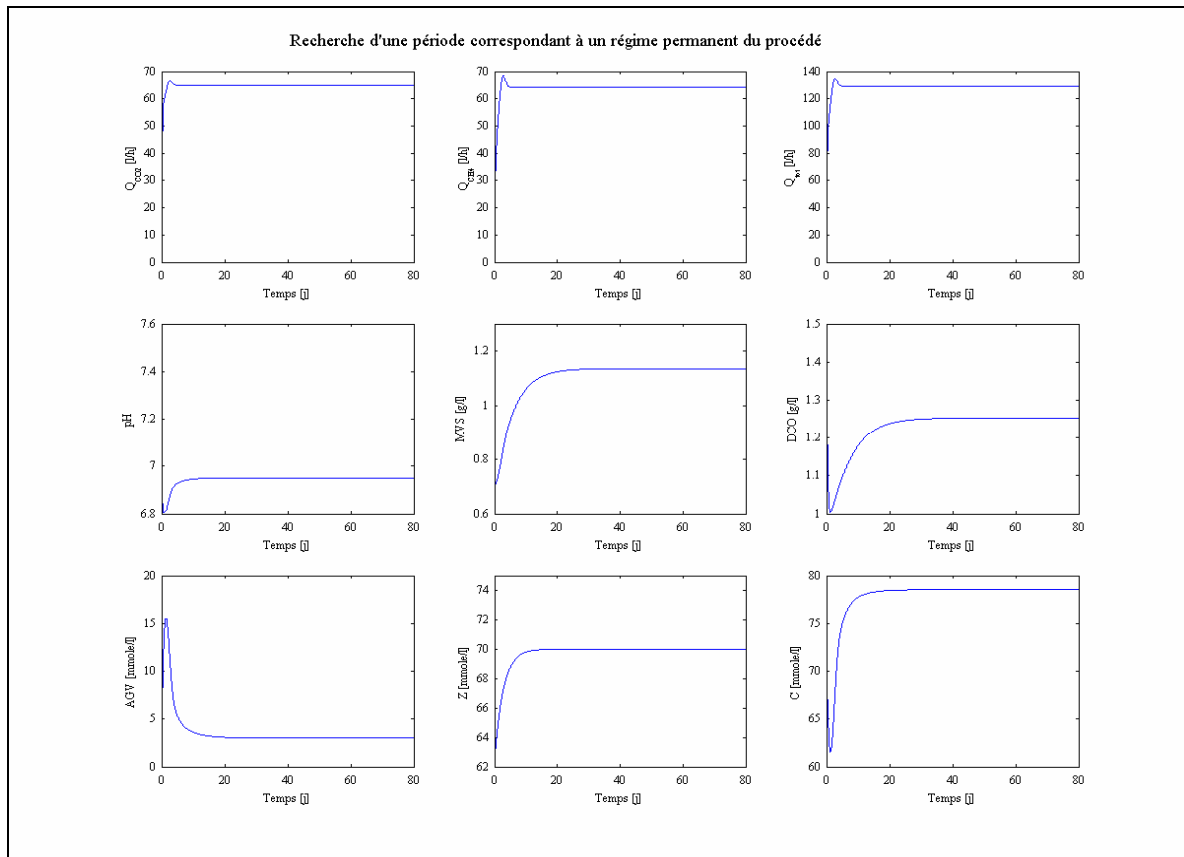 Recherche d'une période correspondant à un régime permanent du procédé
70
60
50
40
30
20
10
0
Q_CO2 [l/h]
0 20 40 60 80
Temps [j]
70
60
50
40
30
20
10
0
Q_CH4 [l/h]
0 20 40 60 80
Temps [j]
140
120
100
80
60
40
20
0
Q_tot [l/h]
0 20 40 60 80
Temps [j]
7.6
7.4
7.2
7
6.8
pH
0 20 40 60 80
Temps [j]
1.2
1
0.8
0.6
MVS [g/l]
0 20 40 60 80
Temps [j]
1.5
1.4
1.3
1.2
1.1
1
DCO [g/l]
0 20 40 60 80
Temps [j]
20
15
10
5
0
AGV [mmole/l]
0 20 40 60 80
Temps [j]
74
72
70
68
66
64
62
Z [mmole/l]
0 20 40 60 80
Temps [j]
80
75
70
65
60
C [mmole/l]
0 20 40 60 80
Temps [j]